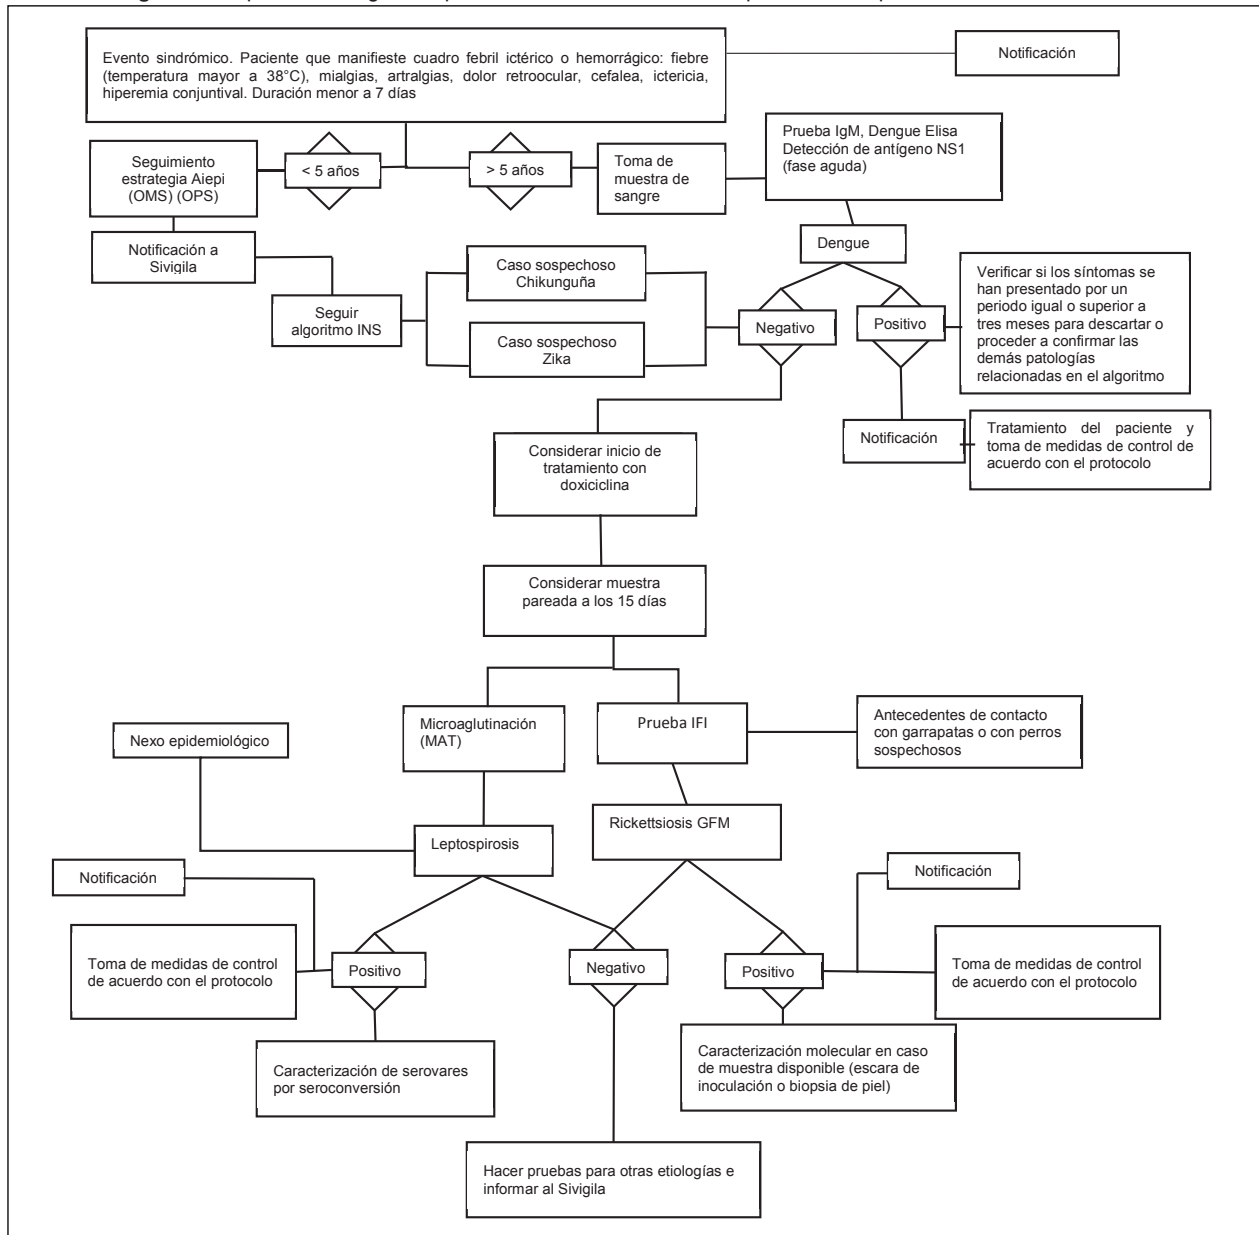 Evento sindrómico. Paciente que manifieste cuadro febril ictérico o hemorrágico: fiebre
(temperatura mayor a 38°C), mialgias, artralgias, dolor retroocular, cefalea, ictericia,
hiperemia conjuntival. Duración menor a 7 días
Notificación
Seguimiento
estrategia Aiepi
(OMS) (OPS)
< 5 años
> 5 años
Toma de
muestra de
sangre
Prueba IgM, Dengue Elisa
Detección de antígeno NS1
(fase aguda)
Notificación a
Sivigila
Dengue
Seguir
algoritmo INS
Caso sospechoso
Chikunguña
Caso sospechoso
Zika
Negativo
Positivo
Verificar si los síntomas se
han presentado por un
periodo igual o superior a
tres meses para descartar o
proceder a confirmar las
demás patologías
relacionadas en el algoritmo
Notificación
Tratamiento del paciente y
toma de medidas de control de
acuerdo con el protocolo
Considerar inicio de
tratamiento con
doxiciclina
Considerar muestra
pareada a los 15 días
Nexo epidemiológico
Microaglutinación
(MAT)
Prueba IFI
Antecedentes de contacto
con garrapatas o con perros
sospechosos
Leptospirosis
Rickettsiosis GFM
Notificación
Notificación
Toma de medidas de control
de acuerdo con el protocolo
Positivo
Negativo
Positivo
Toma de medidas de control
de acuerdo con el protocolo
Caracterización de serovares
por seroconversión
Caracterización molecular en caso
de muestra disponible (escara de
inoculación o biopsia de piel)
Hacer pruebas para otras etiologías e
informar al Sivigila